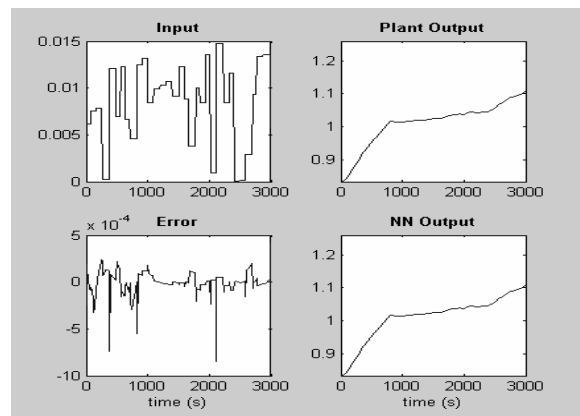 Input
0.015
0.01
0.005
0
0 1000 2000 3000
Plant Output
1.2
1.1
1
0.9
0 1000 2000 3000
time (s)
Error
x 10^-4
5
0
-5
-10
0 1000 2000 3000
time (s)
NN Output
1.2
1.1
1
0.9
0 1000 2000 3000
time (s)